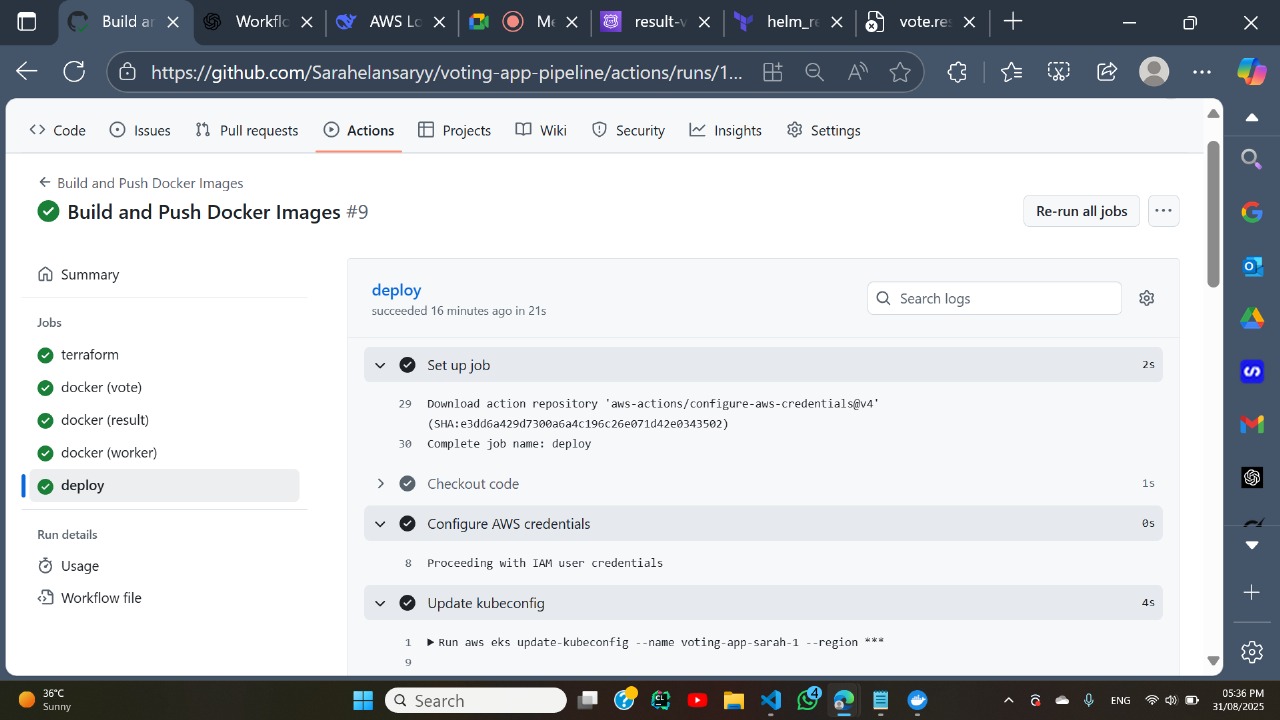 Build an
Workflo
AWS Lo
Me
result-v
helm_re
vote.res
https://github.com/Sarahelansaryy/voting-app-pipeline/actions/runs/1...
Code
Issues
Pull requests
Actions
Projects
Wiki
Security
Insights
Settings
Build and Push Docker Images
Build and Push Docker Images #9
Re-run all jobs
Summary
Jobs
terraform
docker (vote)
docker (result)
docker (worker)
deploy
Run details
Usage
Workflow file
deploy
succeeded 16 minutes ago in 21s
Search logs
Set up job 2s
29 Download action repository 'aws-actions/configure-aws-credentials@v4'
(SHA:e3dd6a429d7300a6a4c196c26e071d42e0343502)
30 Complete job name: deploy
Checkout code 1s
Configure AWS credentials 0s
8 Proceeding with IAM user credentials
Update kubeconfig 4s
1 Run aws eks update-kubeconfig --name voting-app-sarah-1 --region ***
9
36°C
Sunny
Search
4
ENG
05:36 PM
31/08/2025